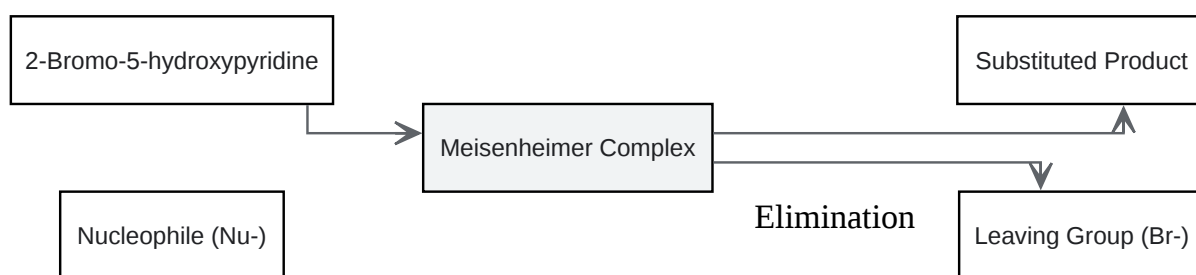 2-Bromo-5-hydroxypyridine
Substituted Product
Meisenheimer Complex
Elimination
Nucleophile (Nu-)
Leaving Group (Br-)